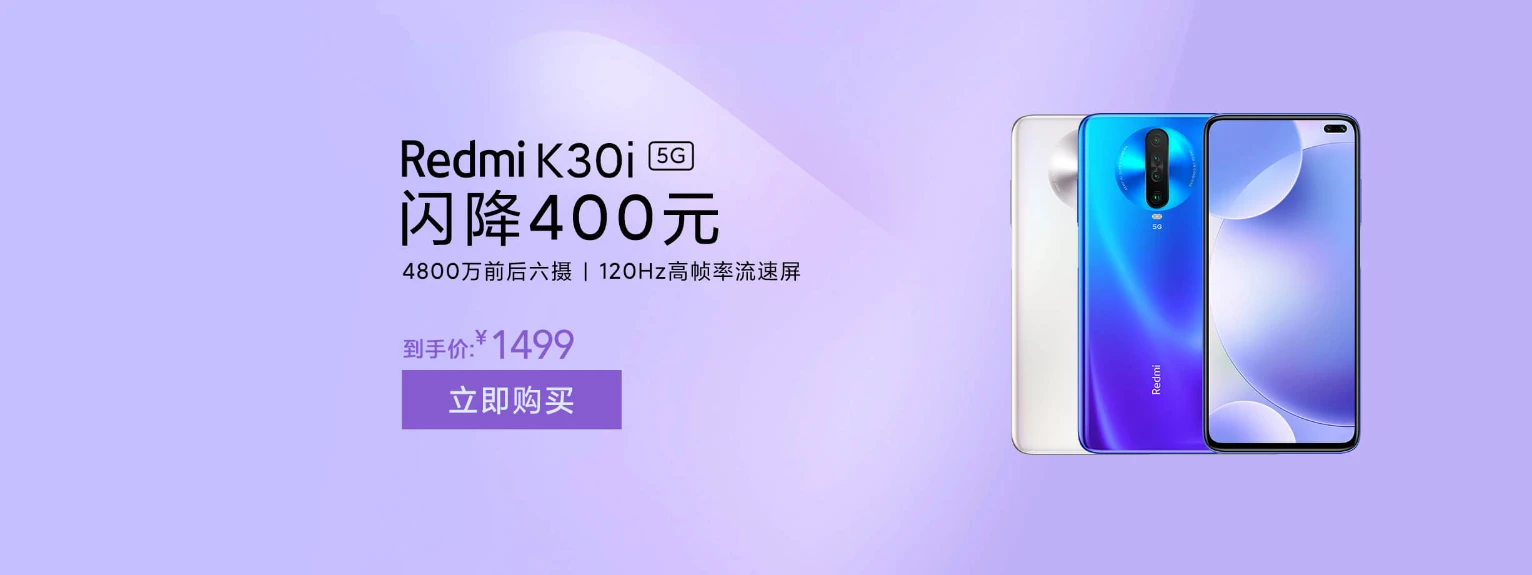 Redmi K30i 5G
闪降400元
4800万前后六摄 | 120Hz高帧率流速屏
到手价:¥1499
立即购买
5G
Redmi